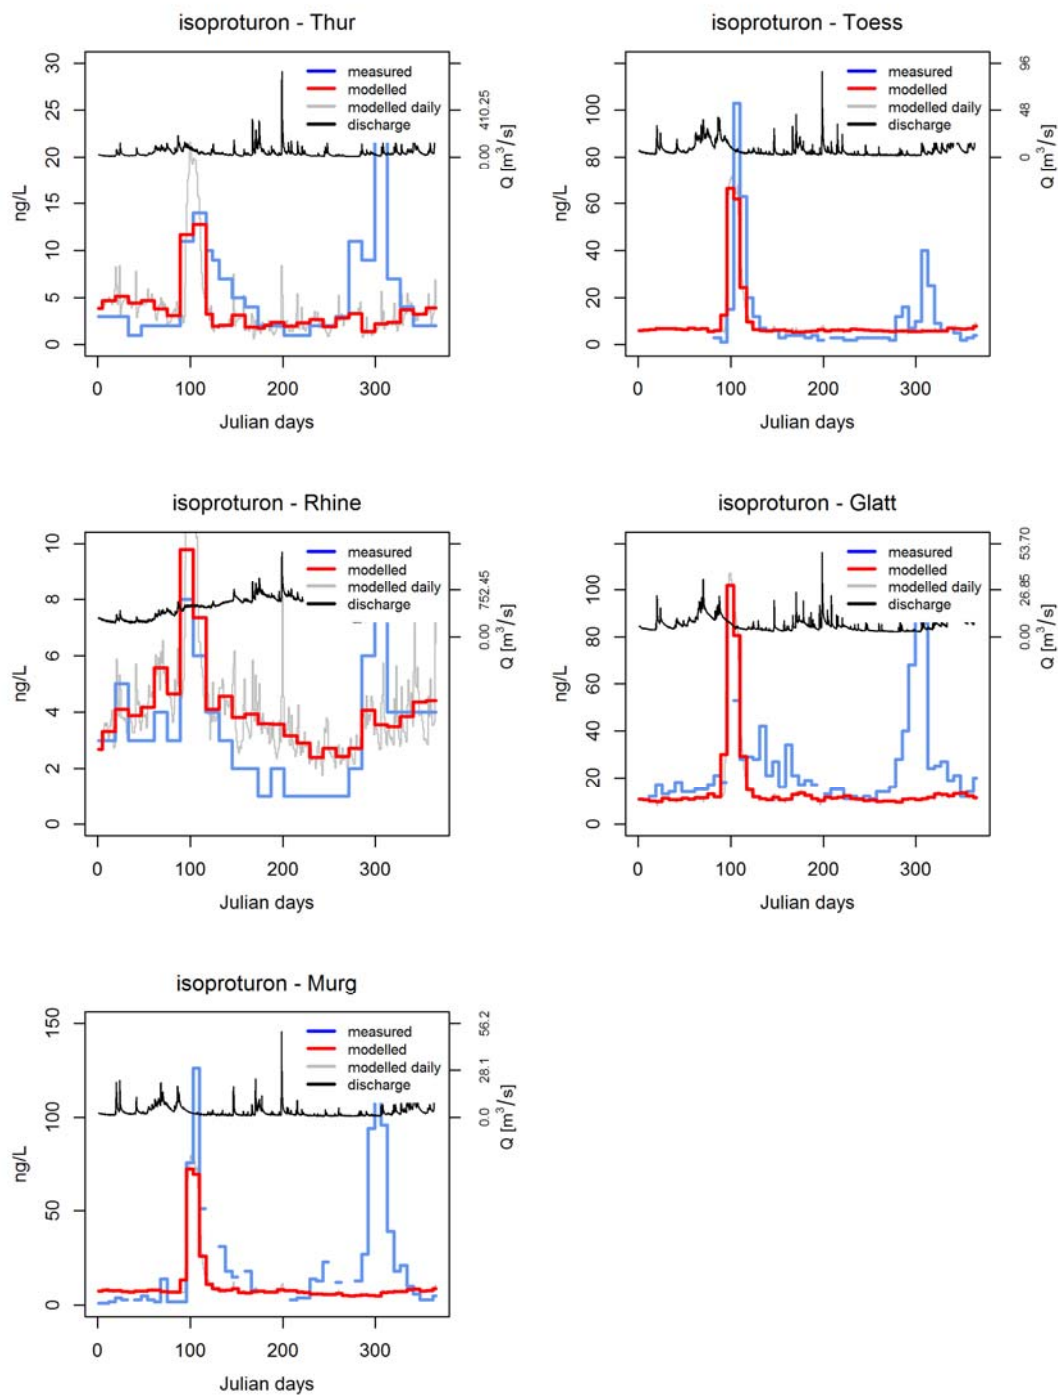 isoproturon - Thur
measured
modelled
modelled daily
discharge
30
25
20
15
10
5
0
ng/L
0 100 200 300
Julian days
0.00 410.25
Q [m³/s]
isoproturon - Toess
measured
modelled
modelled daily
discharge
100
80
60
40
20
0
ng/L
0 100 200 300
Julian days
0 48 96
Q [m³/s]
isoproturon - Rhine
measured
modelled
modelled daily
discharge
10
8
6
4
2
0
ng/L
0 100 200 300
Julian days
0.00 752.45
Q [m³/s]
isoproturon - Glatt
measured
modelled
modelled daily
discharge
100
80
60
40
20
0
ng/L
0 100 200 300
Julian days
0.00 26.85 53.70
Q [m³/s]
isoproturon - Murg
measured
modelled
modelled daily
discharge
150
100
50
0
ng/L
0 100 200 300
Julian days
0.0 28.1 56.2
Q [m³/s]